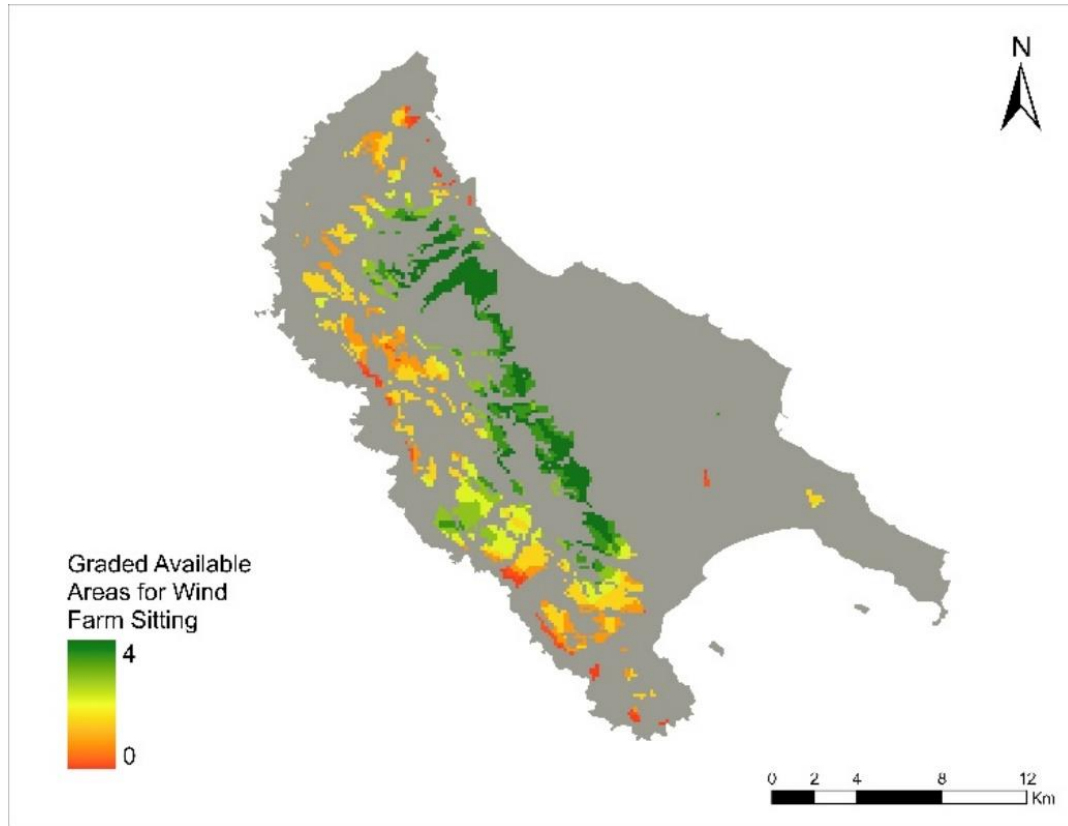 N
Graded Available
Areas for Wind
Farm Sitting
4
0
0 2 4 8 12
Km